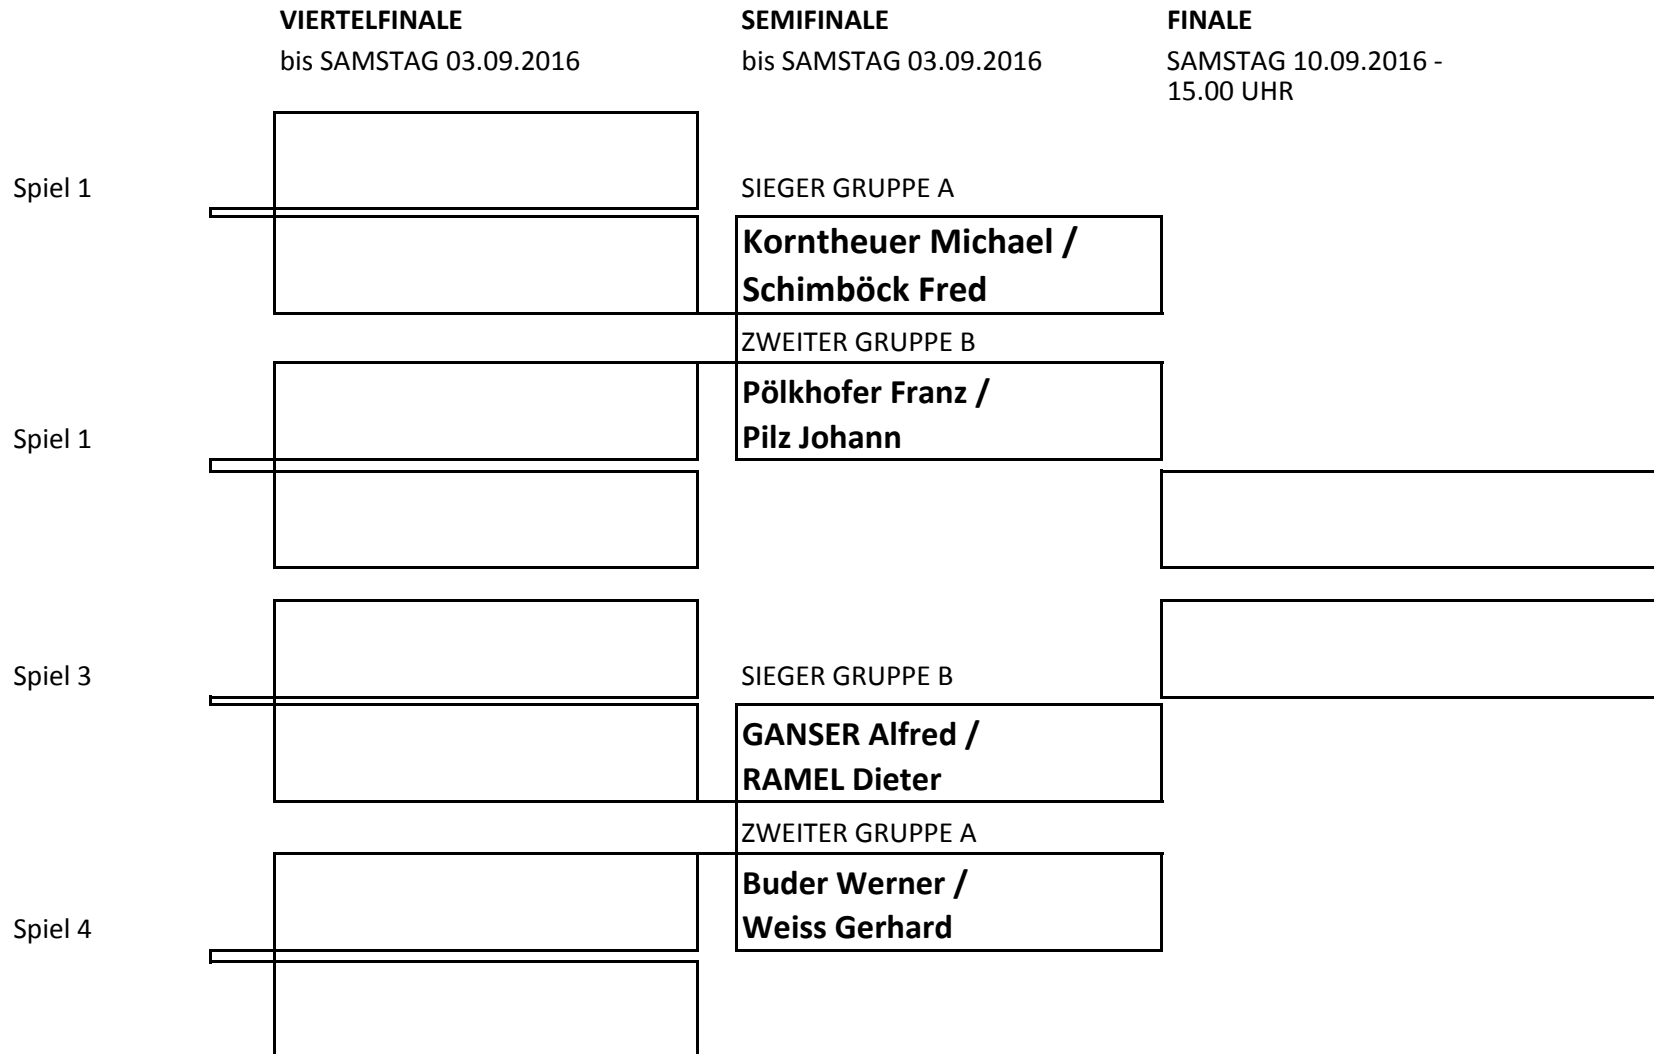 VIERTELFINALE
SEMIFINALE
FINALE
bis SAMSTAG 03.09.2016
bis SAMSTAG 03.09.2016
SAMSTAG 10.09.2016 -
15.00 UHR
Spiel 1
SIEGER GRUPPE A
Korntheuer Michael /
Schimböck Fred
ZWEITER GRUPPE B
Pölkhofer Franz /
Spiel 1
Pilz Johann
Spiel 3
SIEGER GRUPPE B
GANSER Alfred /
RAMEL Dieter
ZWEITER GRUPPE A
Buder Werner /
Spiel 4
Weiss Gerhard